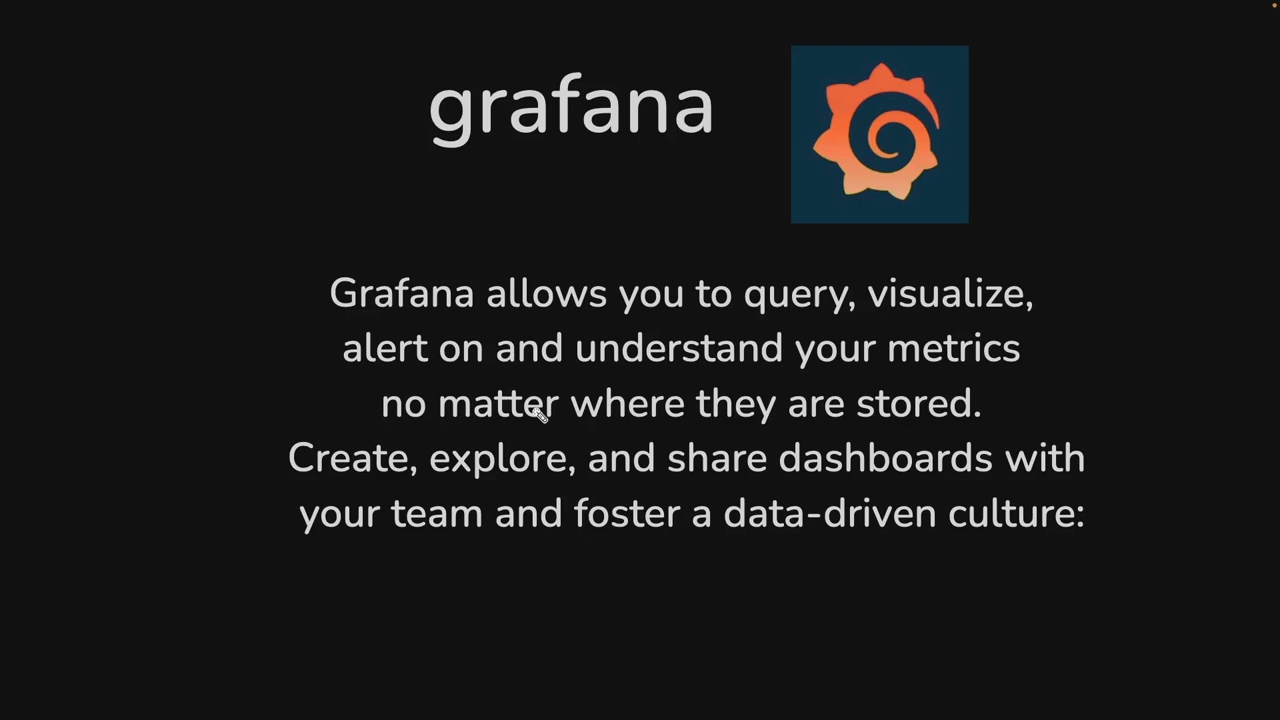 grafana
Grafana allows you to query, visualize,
alert on and understand your metrics
no matter where they are stored.
Create, explore, and share dashboards with
your team and foster a data-driven culture: